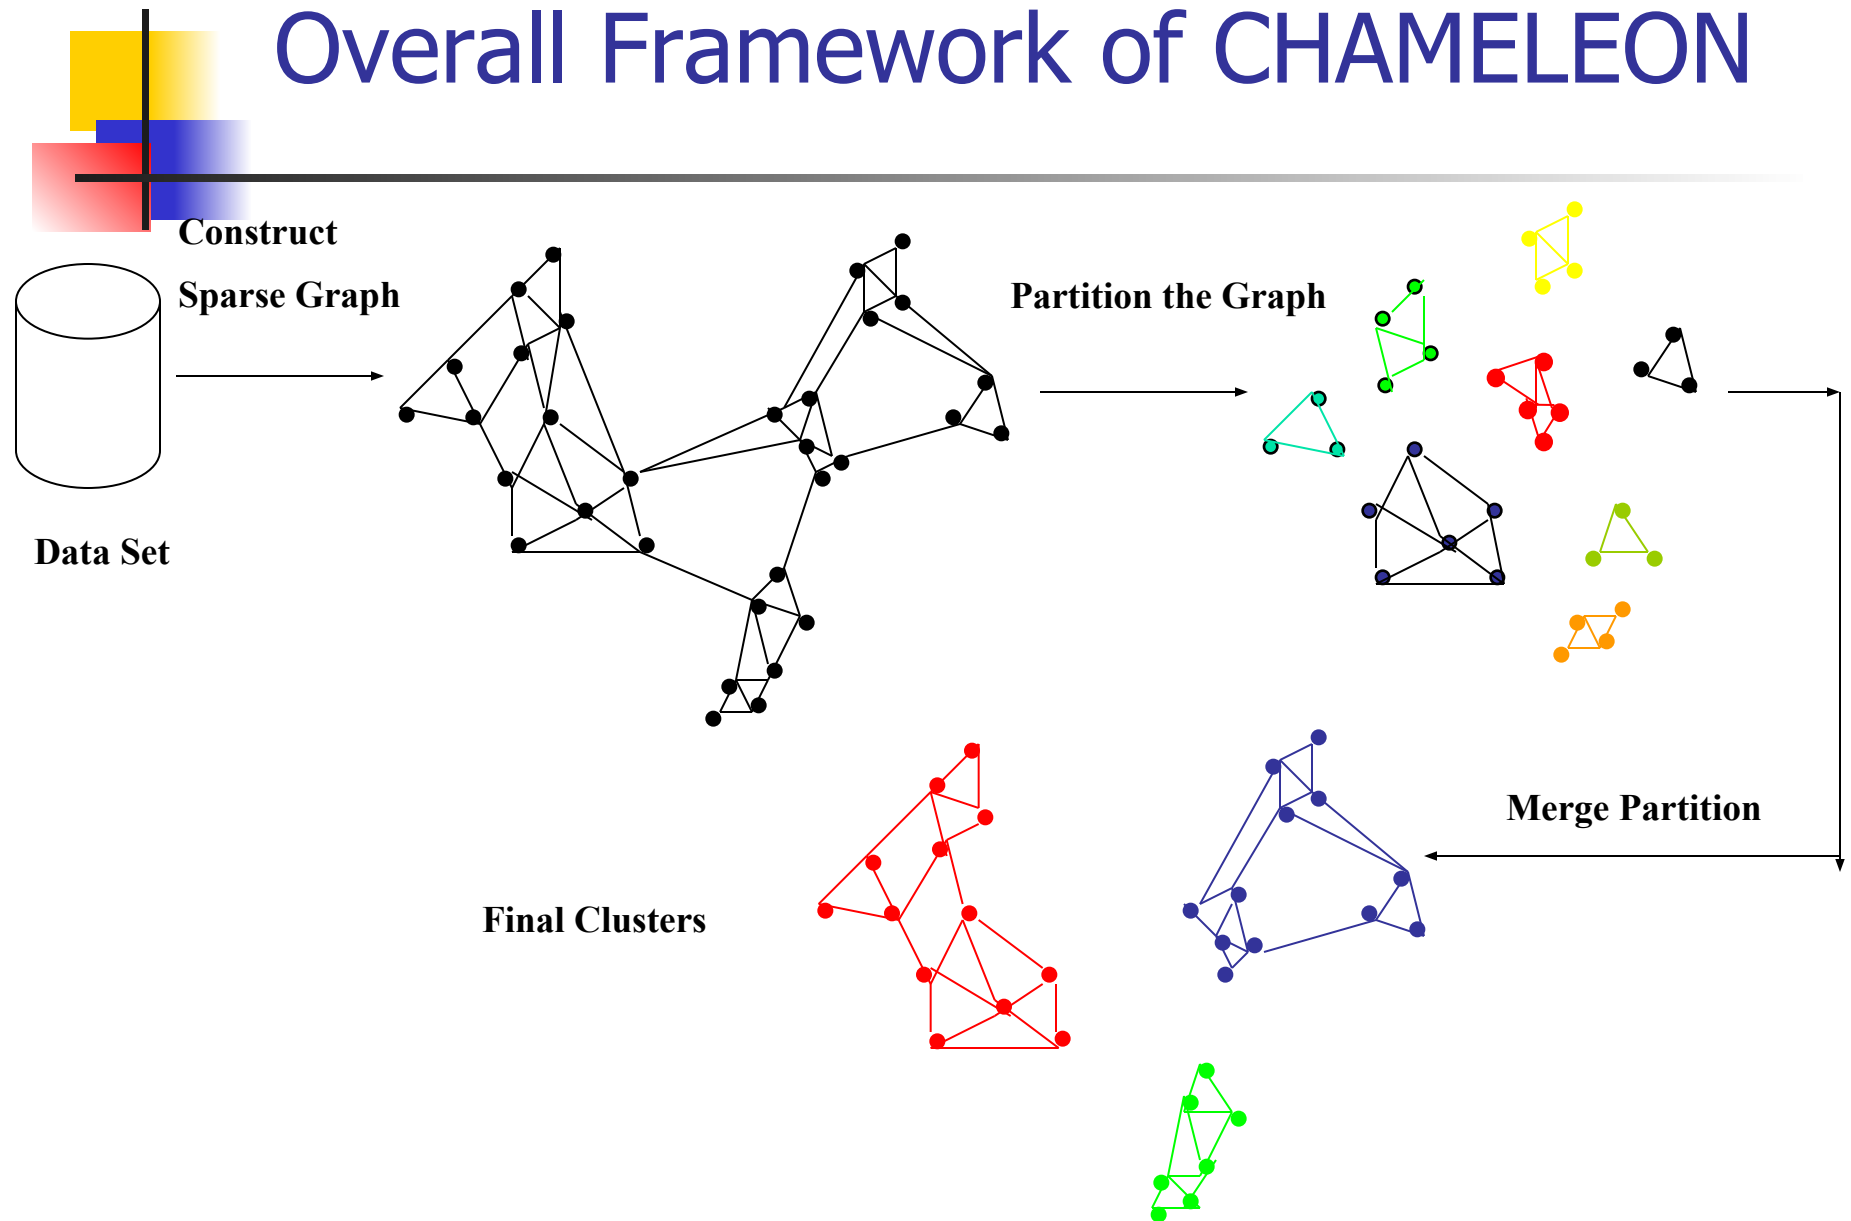 Overall Framework of CHAMELEON
Construct
Sparse Graph
Partition the Graph
Data Set
Merge Partition
Final Clusters